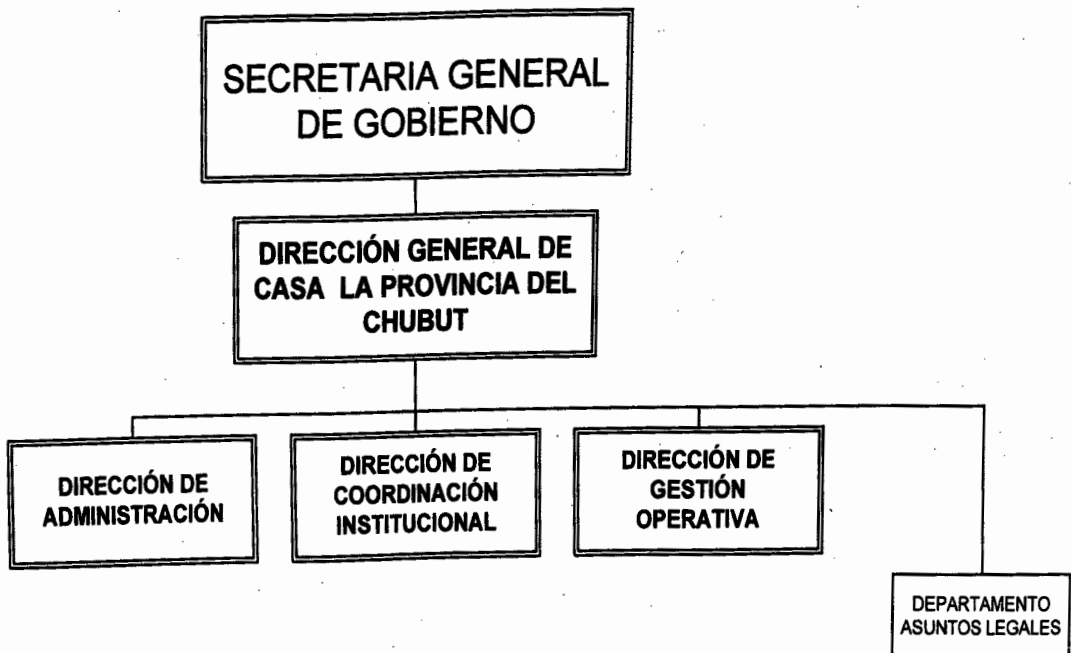 SECRETARIA GENERAL
DE GOBIERNO
DIRECCIÓN GENERAL DE
CASA LA PROVINCIA DEL
CHUBUT
DIRECCIÓN DE
ADMINISTRACIÓN
DIRECCIÓN DE
COORDINACIÓN
INSTITUCIONAL
DIRECCIÓN DE
GESTIÓN
OPERATIVA
DEPARTAMENTO
ASUNTOS LEGALES